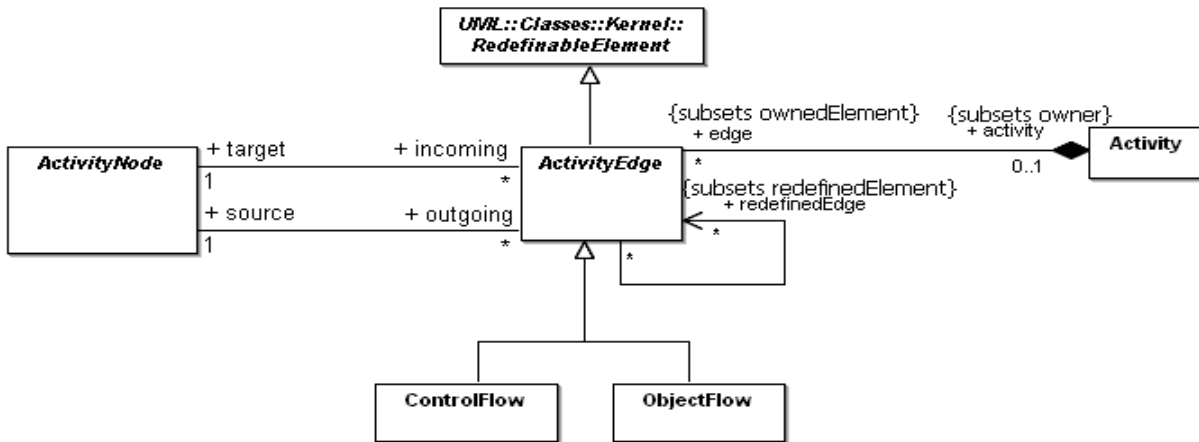 UML::Classes::Kernel::
RedefinableElement
{subsets ownedElement}
{subsets owner}
+ edge
+ activity
ActivityNode
+ target
+ incoming
ActivityEdge
Activity
1
*
*
0..1
{subsets redefinedElement}
+ redefinedEdge
+ source
+ outgoing
*
1
*
*
ControlFlow
ObjectFlow